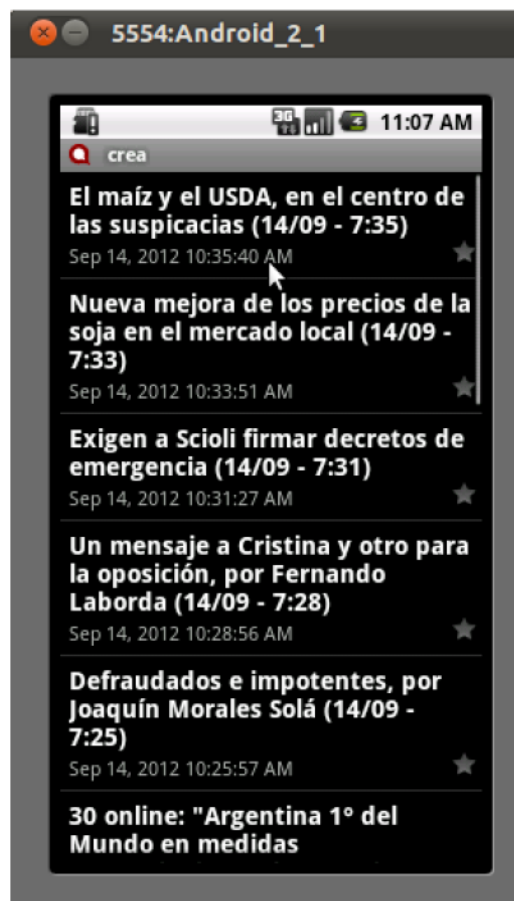 5554:Android_2_1
3G
11:07 AM
crea
El maíz y el USDA, en el centro de
las suspicacias (14/09 - 7:35)
Sep 14, 2012 10:35:40 AM
Nueva mejora de los precios de la
soja en el mercado local (14/09 -
7:33)
Sep 14, 2012 10:33:51 AM
Exigen a Scioli firmar decretos de
emergencia (14/09 - 7:31)
Sep 14, 2012 10:31:27 AM
Un mensaje a Cristina y otro para
la oposición, por Fernando
Laborda (14/09 - 7:28)
Sep 14, 2012 10:28:56 AM
Defraudados e impotentes, por
Joaquín Morales Solá (14/09 -
7:25)
Sep 14, 2012 10:25:57 AM
30 online: "Argentina 1º del
Mundo en medidas